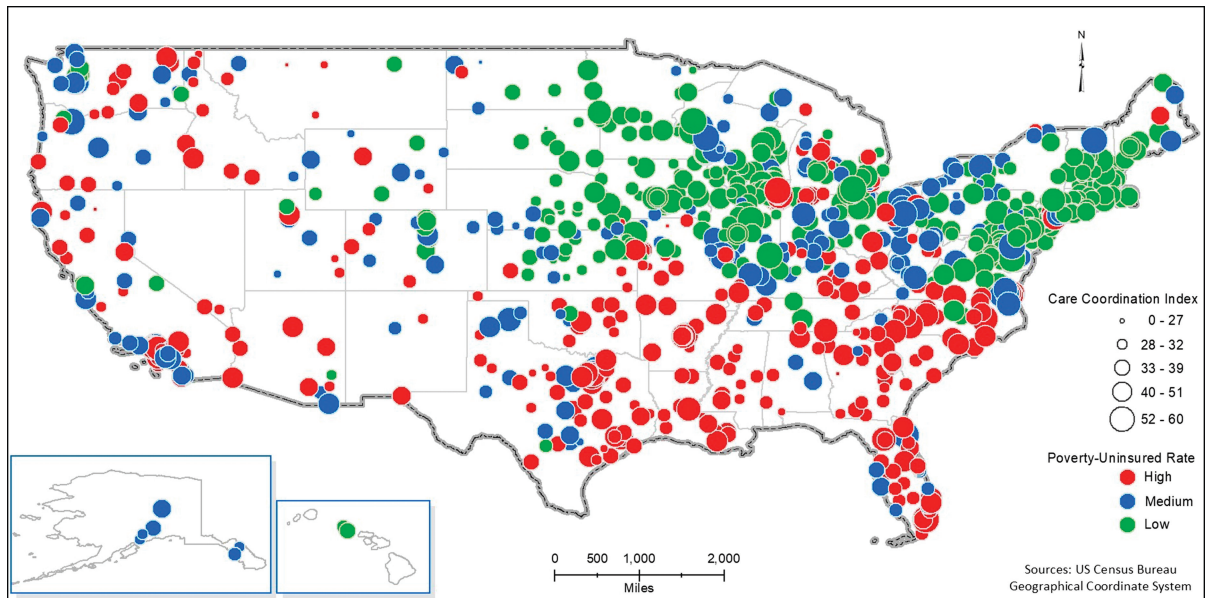 N
Care Coordination Index
0 - 27
28 - 32
33 - 39
40 - 51
52 - 60
Poverty-Uninsured Rate
High
Medium
Low
0 500 1,000 2,000
Miles
Sources: US Census Bureau
Geographical Coordinate System